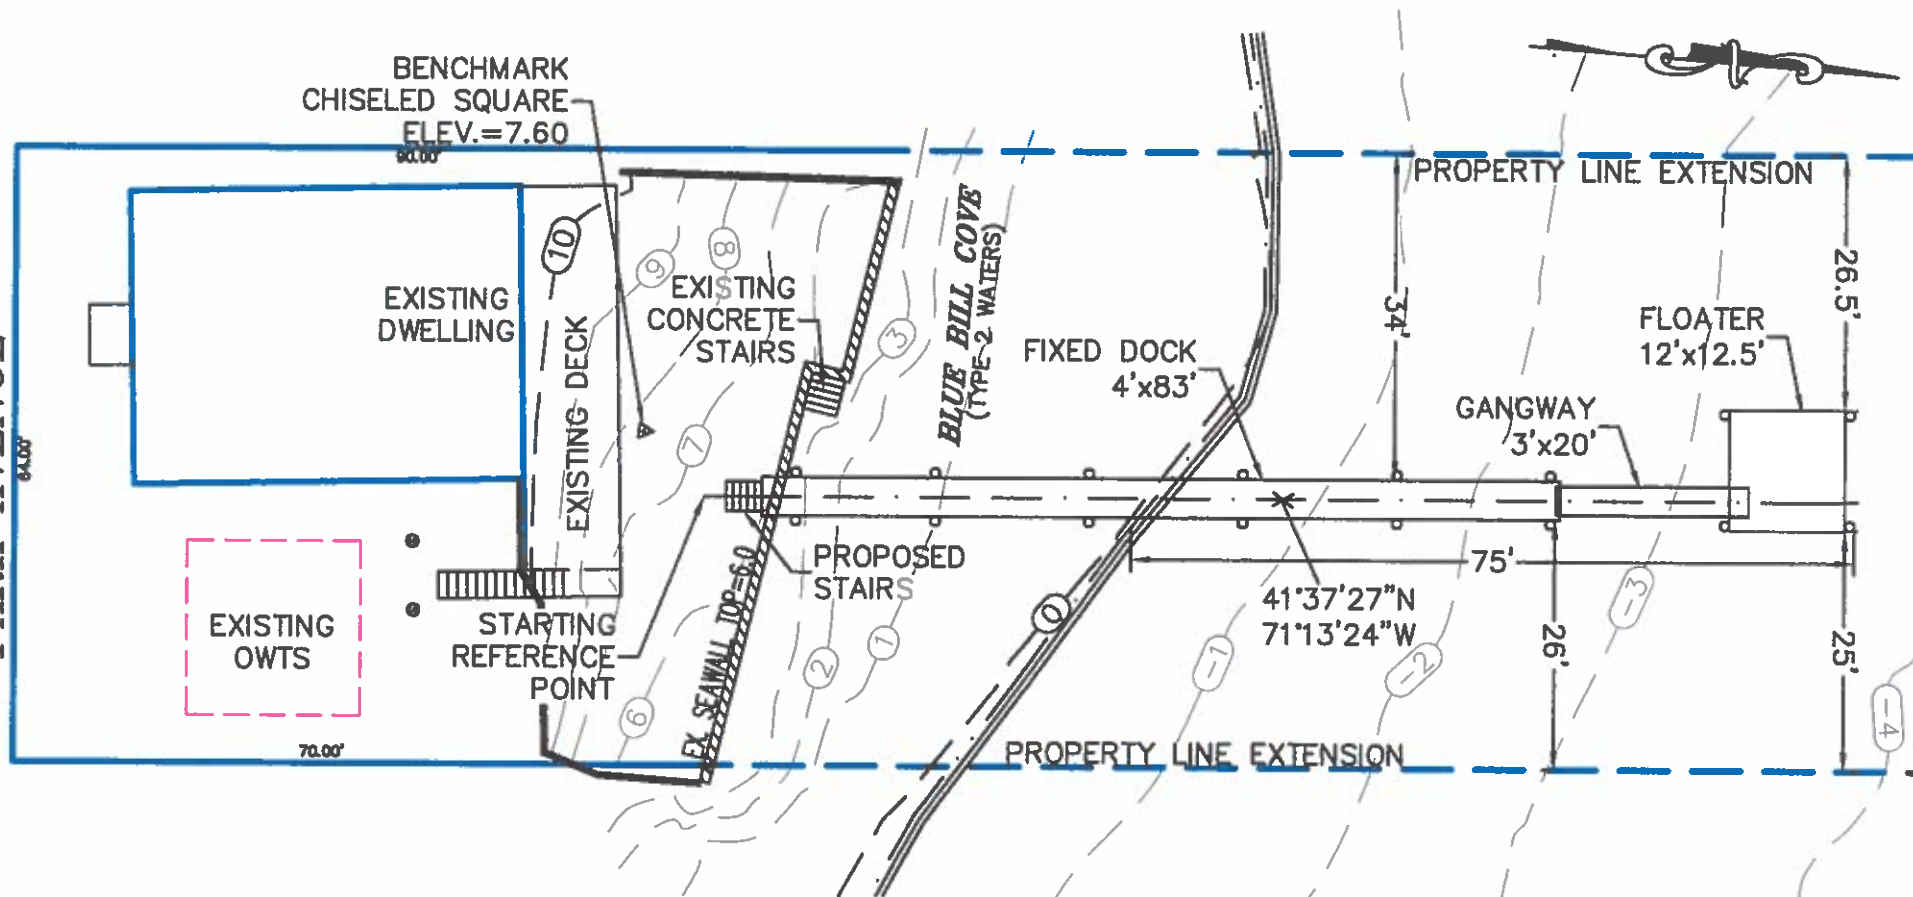 BENCHMARK
CHISELED SQUARE
ELEV.=7.60
90.00'
PROPERTY LINE EXTENSION
10
9
8
EXISTING
DWELLING
EXISTING DECK
EXISTING
CONCRETE
STAIRS
3
BLUE BILL COVE
(TYPE-2 WATERS)
FIXED DOCK
4'x83'
34'
26.5'
FLOATER
12'x12.5'
GANGWAY
3'x20'
64.00'
7
EXISTING
OWTS
STARTING
REFERENCE
POINT
PROPOSED
STAIRS
EX. SEAWALL TOP=6.0
6
2
1
0
75'
41°37'27"N
71°13'24"W
-1
-2
-3
26'
25'
-4
70.00'
PROPERTY LINE EXTENSION